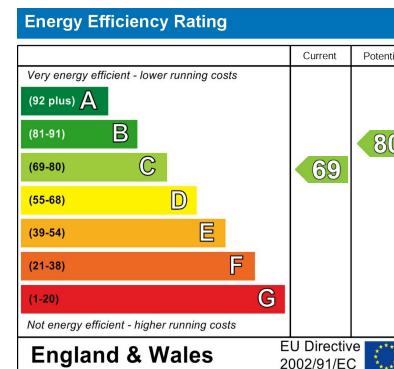 Energy Efficiency Rating
Current Potenti
Very energy efficient - lower running costs
(92 plus) A
(81-91) B
(69-80) C
(55-68) D
(39-54) E
(21-38) F
(1-20) G
69
80
Not energy efficient - higher running costs
England & Wales
EU Directive
2002/91/EC